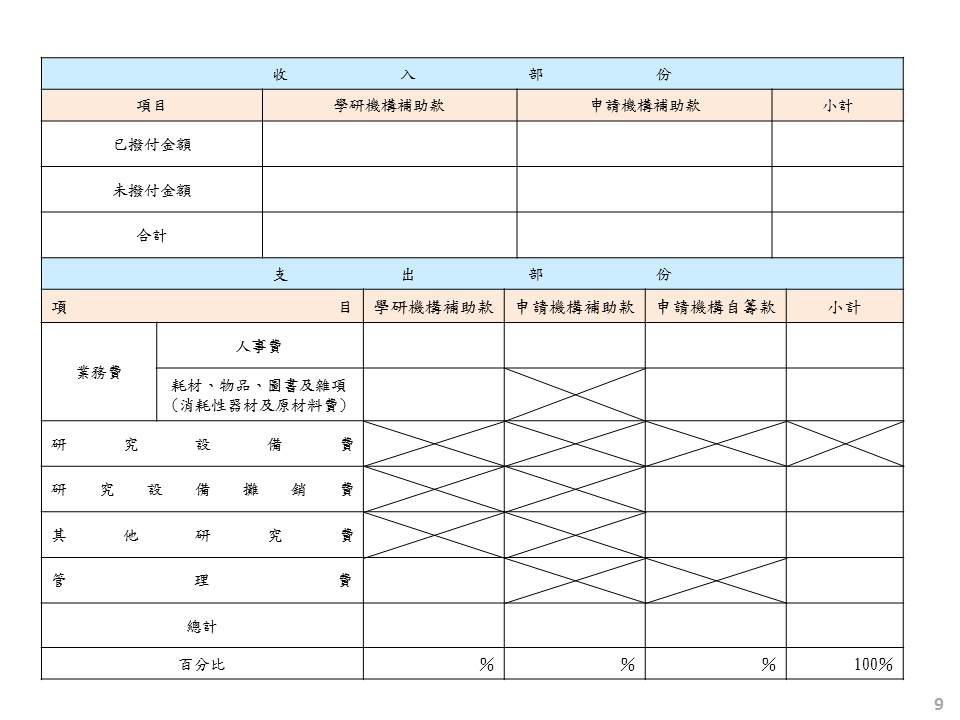 收入部份
項目 學研機構補助款 申請機構補助款 小計
已撥付金額
未撥付金額
合計
支出部份
項目 學研機構補助款 申請機構補助款 申請機構自籌款 小計
業務費 人事費
耗材、物品、圖書及雜項
(消耗性器材及原材料費)
研究設備費
研究設備攤銷費
其他研究費
管理費
總計
百分比 % % % 100%
9